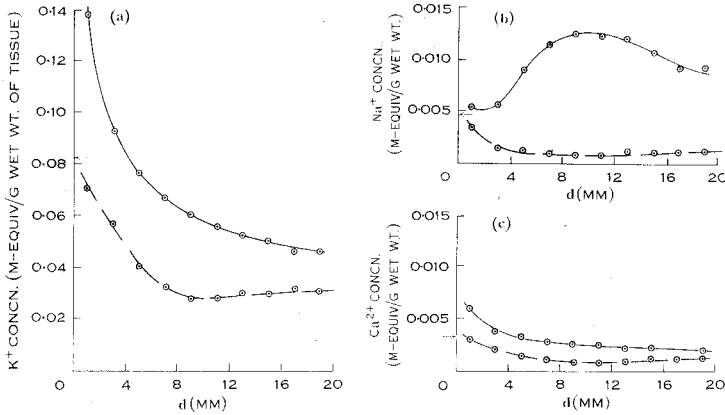 (a)
K⁺ CONCN. (M-EQUIV/G WET WT. OF TISSUE)
0·14
0·12
0·10
0·08
0·06
0·04
0·02
0
0
4
8
12
16
20
d(MM)
(b)
Na⁺ CONCN.
(M-EQUIV/G WET WT.)
0·015
0·010
0·005
0
4
8
12
16
20
d(MM)
(c)
Ca²⁺ CONCN.
(M-EQUIV/G WET WT.)
0·015
0·010
0·005
0
4
8
12
16
20
d(MM)